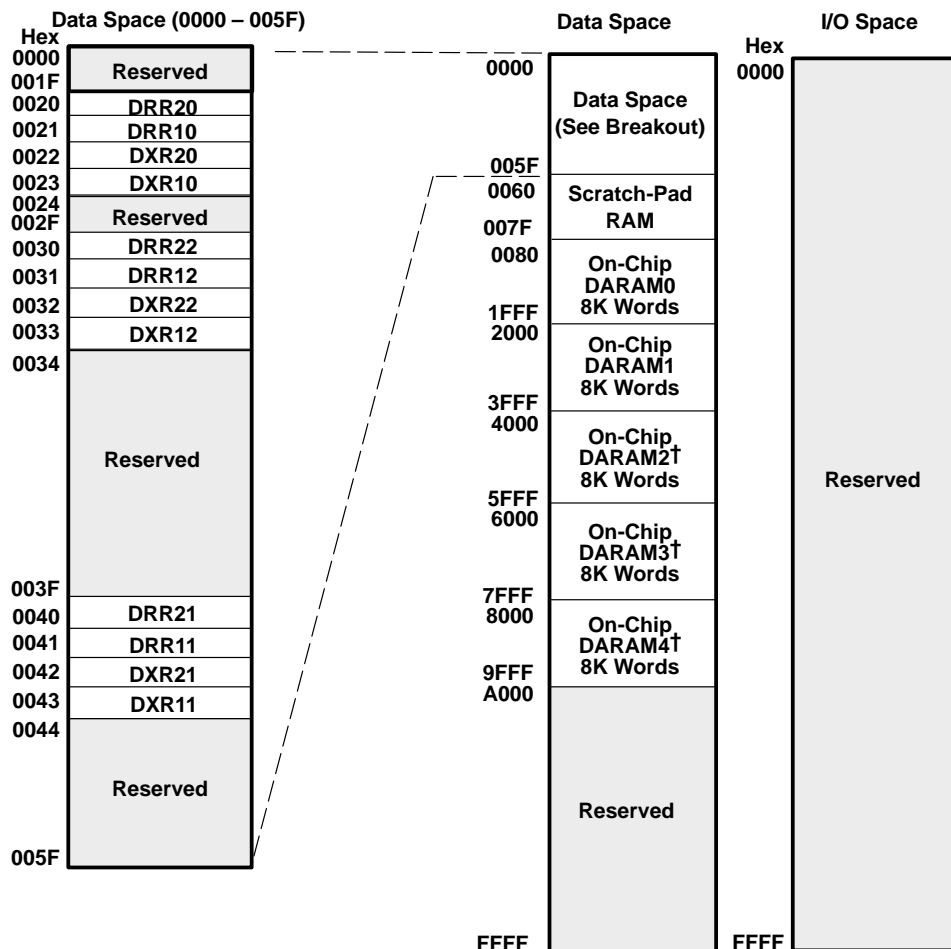 Data Space (0000 – 005F)
Hex
0000
Reserved
001F
0020
DRR20
0021
DRR10
0022
DXR20
0023
DXR10
0024
Reserved
002F
0030
DRR22
0031
DRR12
0032
DXR22
0033
DXR12
0034
Reserved
003F
0040
DRR21
0041
DRR11
0042
DXR21
0043
DXR11
0044
Reserved
005F
Data Space
0000
Data Space
(See Breakout)
005F
0060
Scratch-Pad
RAM
007F
0080
On-Chip
DARAM0
8K Words
1FFF
2000
On-Chip
DARAM1
8K Words
3FFF
4000
On-Chip
DARAM2†
8K Words
5FFF
6000
On-Chip
DARAM3†
8K Words
7FFF
8000
On-Chip
DARAM4†
8K Words
9FFF
A000
Reserved
FFFF
I/O Space
Hex
0000
Reserved
FFFF